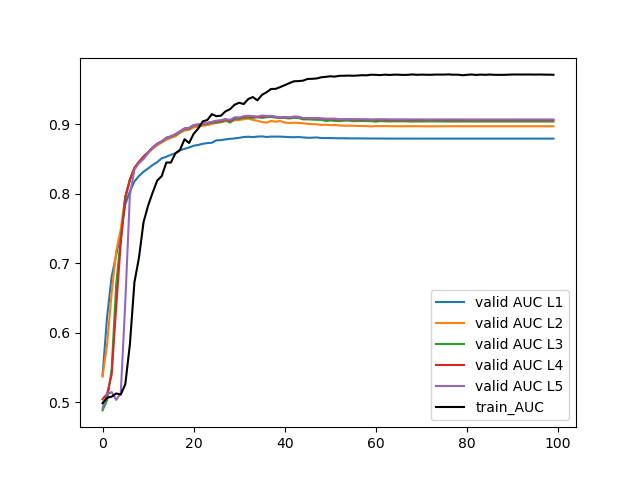 0.9
0.8
0.7
0.6
0.5
0 20 40 60 80 100
valid AUC L1
valid AUC L2
valid AUC L3
valid AUC L4
valid AUC L5
train_AUC